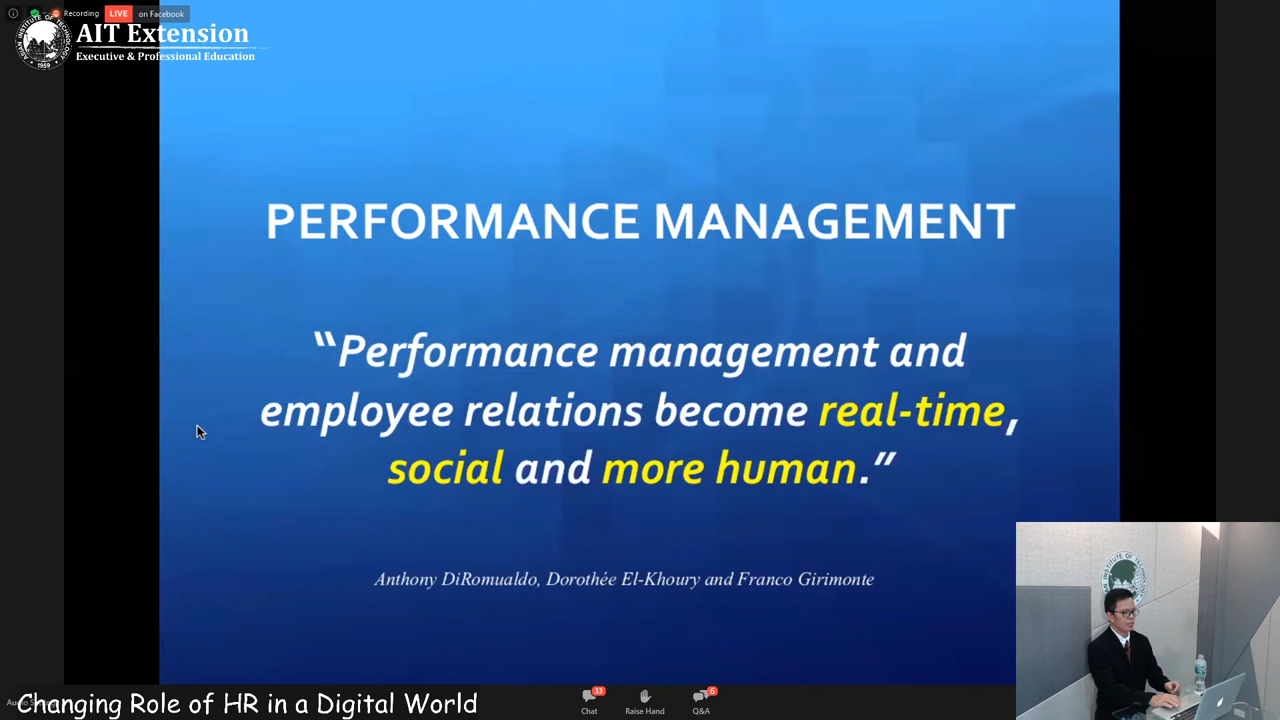 Recording
LIVE
on Facebook
AIT Extension
Executive & Professional Education
1959
PERFORMANCE MANAGEMENT
“Performance management and
employee relations become real-time,
social and more human.”
Anthony DiRomualdo, Dorothée El-Khoury and Franco Girimonte
Changing Role of HR in a Digital World
33
Chat
Raise Hand
6
Q&A